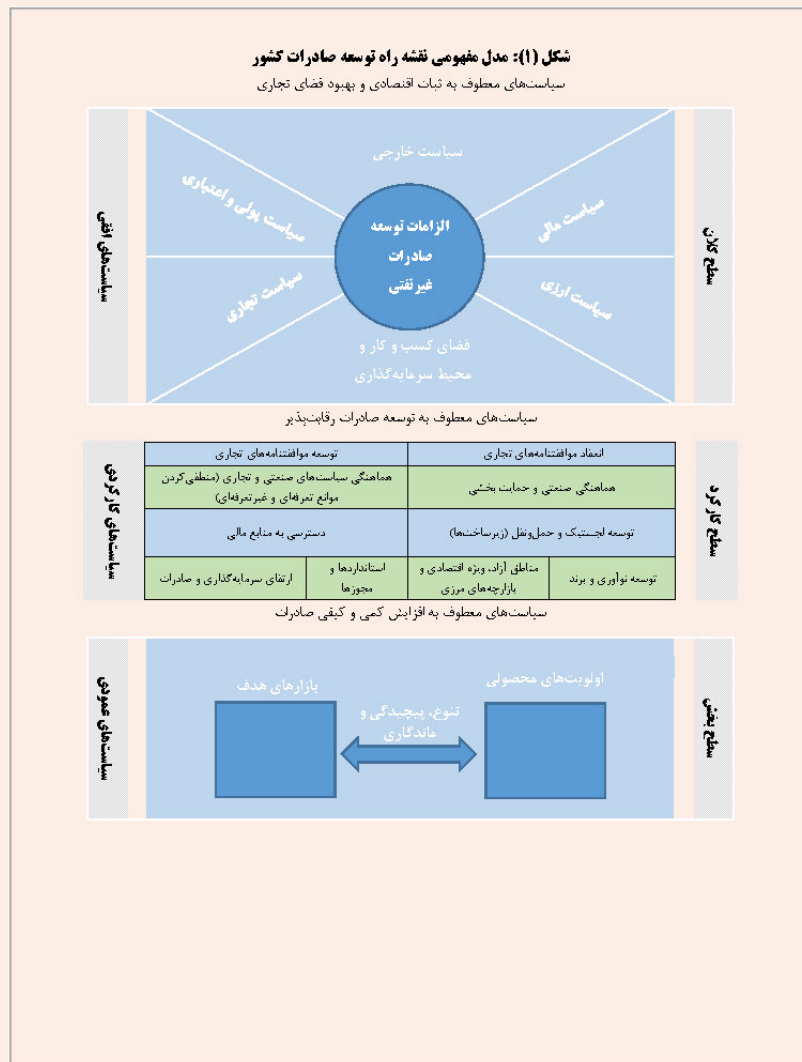 شکل (۱): مدل مفهومی نقشه راه توسعه صادرات کشور
سیاست‌های معطوف به ثبات اقتصادی و بهبود فضای تجاری
سطح کلان
سیاست خارجی
سیاست مالی
سیاست پولی و اعتباری
الزامات توسعه
صادرات
غیرنفتی
سیاست ارزی
سیاست تجاری
فضای کسب و کار و
محیط سرمایه‌گذاری
سیاست‌های افقی
سیاست‌های معطوف به توسعه صادرات رقابت‌پذیر
سطح کارکرد
انعقاد موافقتنامه‌های تجاری
توسعه موافقتنامه‌های تجاری
هماهنگی صنعتی و حمایت بخشی
هماهنگی سیاست‌های صنعتی و تجاری (منطقی‌کردن
موانع تعرفه‌ای و غیرتعرفه‌ای)
توسعه لجستیک و حمل‌ونقل (زیرساخت‌ها)
دسترسی به منابع مالی
توسعه نوآوری و برند
مناطق آزاد، ویژه اقتصادی و
بازارچه‌های مرزی
استانداردها و
مجوزها
ارتقای سرمایه‌گذاری و صادرات
سیاست‌های کارکردی
سیاست‌های معطوف به افزایش کمی و کیفی صادرات
سطح بخش
اولویت‌های محصولی
تنوع، پیچیدگی و
ماندگاری
بازارهای هدف
سیاست‌های عمودی